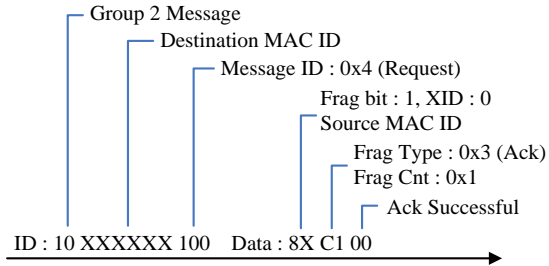 Group 2 Message
Destination MAC ID
Message ID : 0x4 (Request)
Frag bit : 1, XID : 0
Source MAC ID
Frag Type : 0x3 (Ack)
Frag Cnt : 0x1
Ack Successful
ID : 10 XXXXXX 100 Data : 8X C1 00